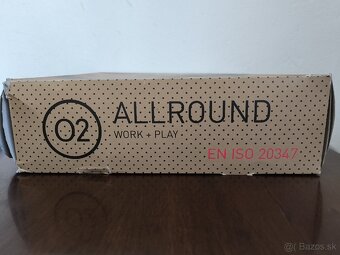 O2
ALLROUND
WORK + PLAY
EN ISO 20347
Bazos.sk